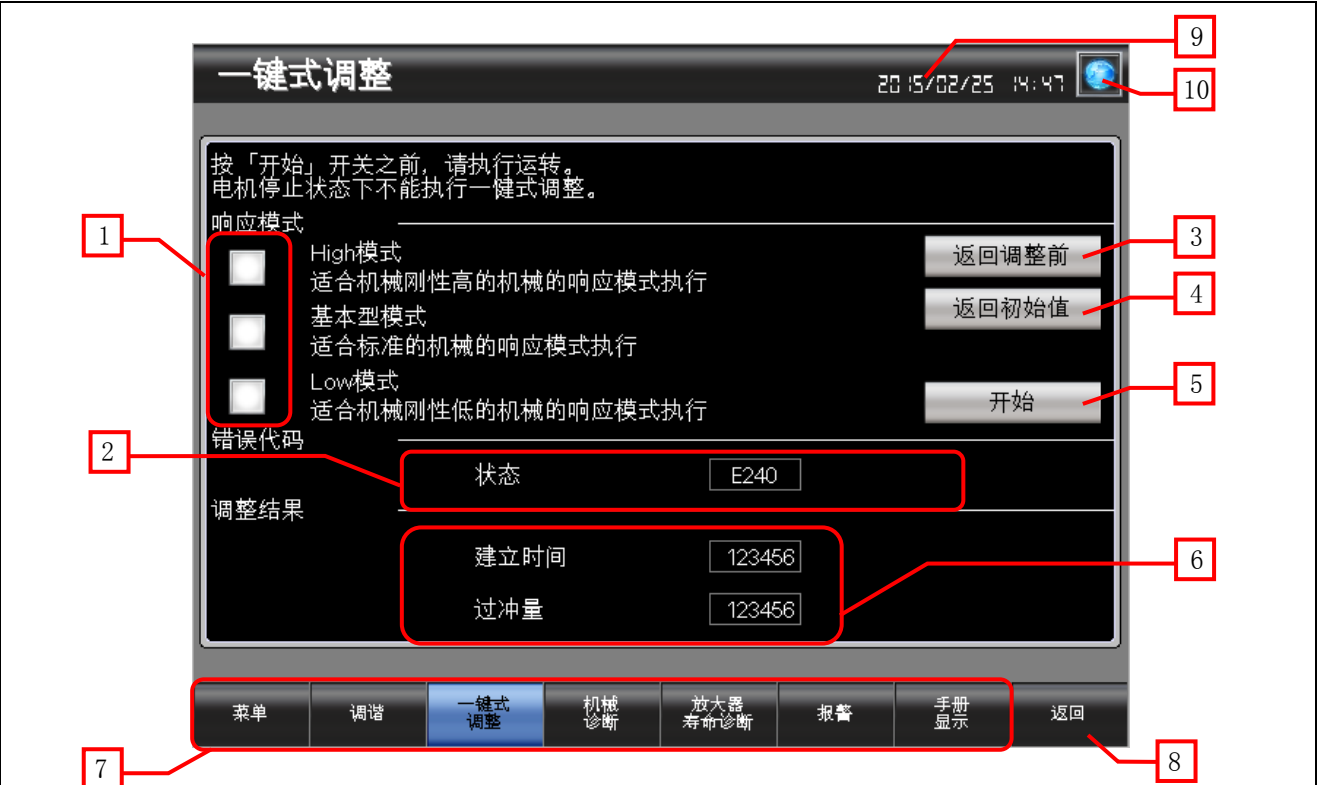 9
一键式调整
2015/02/25 14:47
10
按「开始」开关之前，请执行运转。
电机停止状态下不能执行一键式调整。
响应模式
1
High模式
返回调整前
3
适合机械刚性高的机械的响应模式执行
基本型模式
返回初始值
4
适合标准的机械的响应模式执行
Low模式
开始
5
适合机械刚性低的机械的响应模式执行
错误代码
2
状态
E240
调整结果
建立时间
123456
6
过冲量
123456
菜单
调谐
一键式
调整
机械
诊断
放大器
寿命诊断
报警
手册
显示
返回
7
8